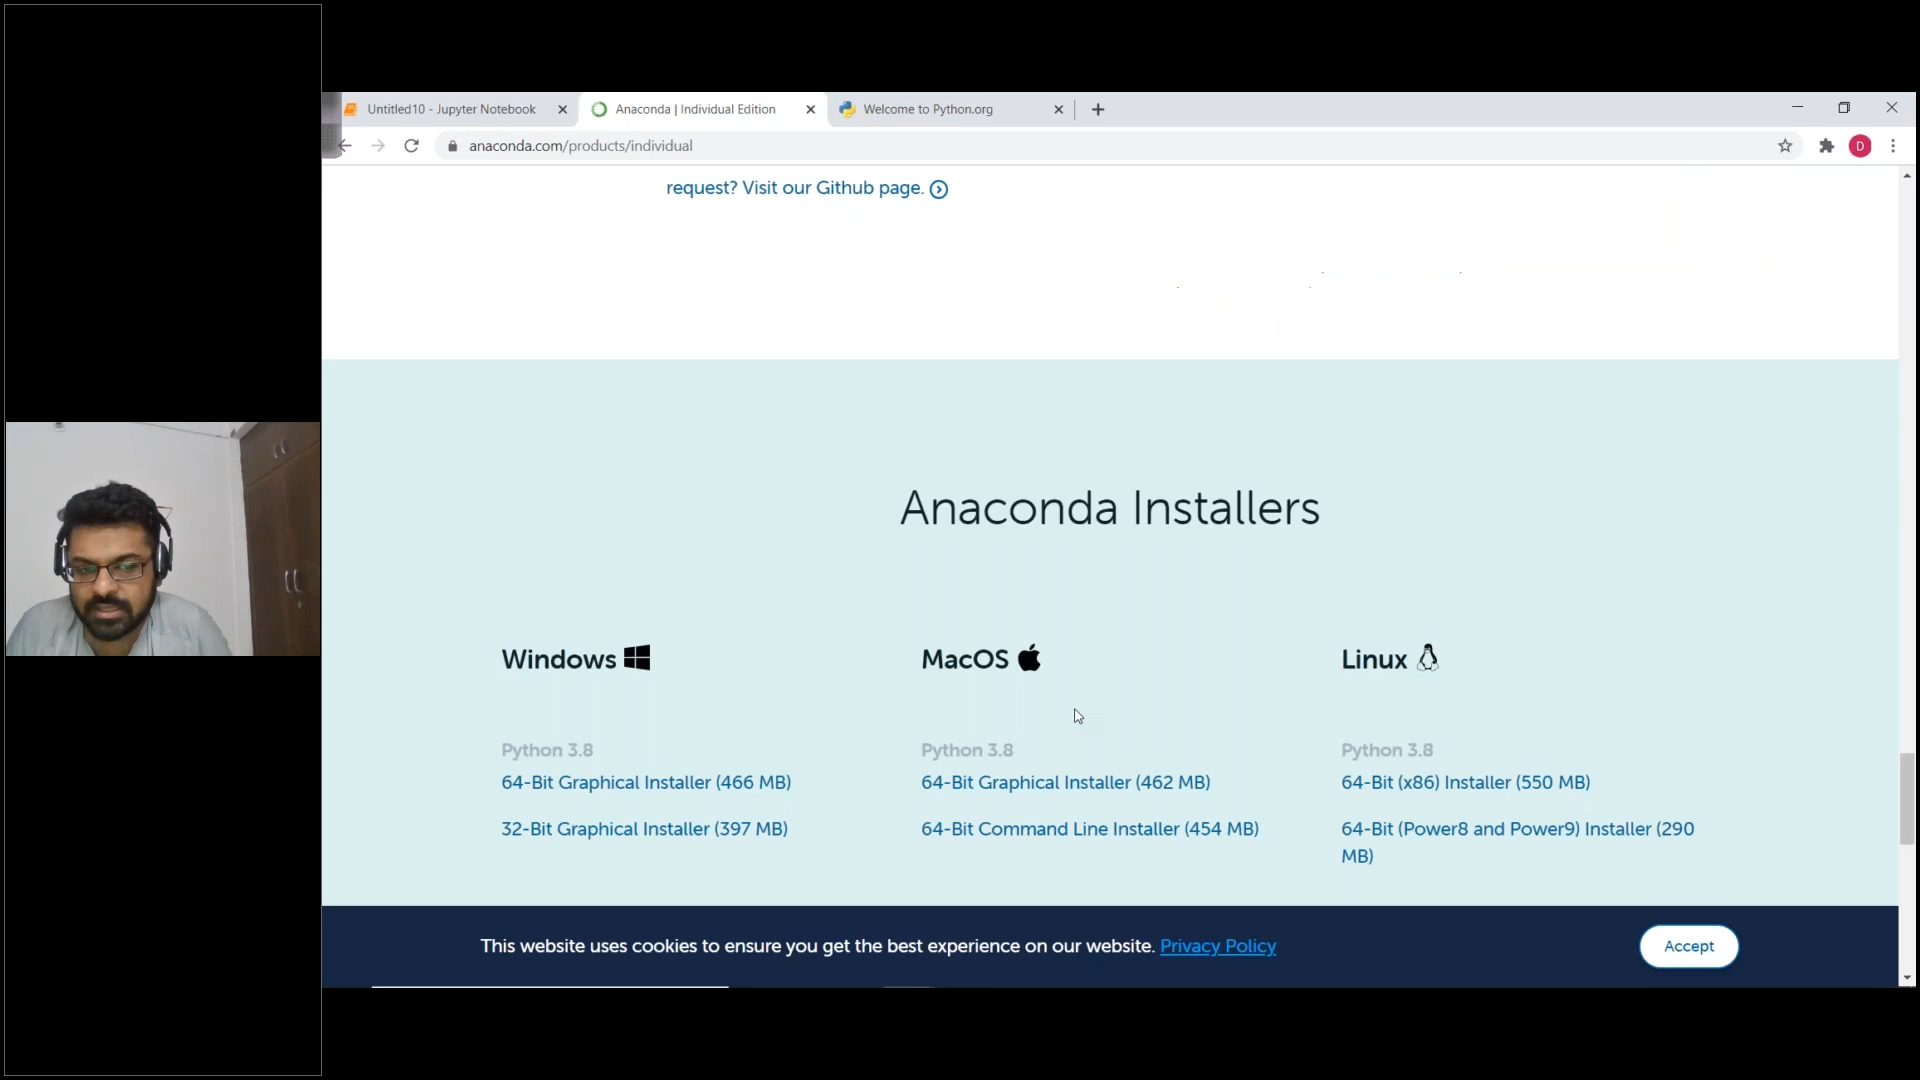 Untitled10 - Jupyter Notebook
Anaconda | Individual Edition
Welcome to Python.org
anaconda.com/products/individual
D
request? Visit our Github page.
Anaconda Installers
Windows
MacOS
Linux
Python 3.8
Python 3.8
Python 3.8
64-Bit Graphical Installer (466 MB)
64-Bit Graphical Installer (462 MB)
64-Bit (x86) Installer (550 MB)
32-Bit Graphical Installer (397 MB)
64-Bit Command Line Installer (454 MB)
64-Bit (Power8 and Power9) Installer (290
MB)
This website uses cookies to ensure you get the best experience on our website. Privacy Policy
Accept